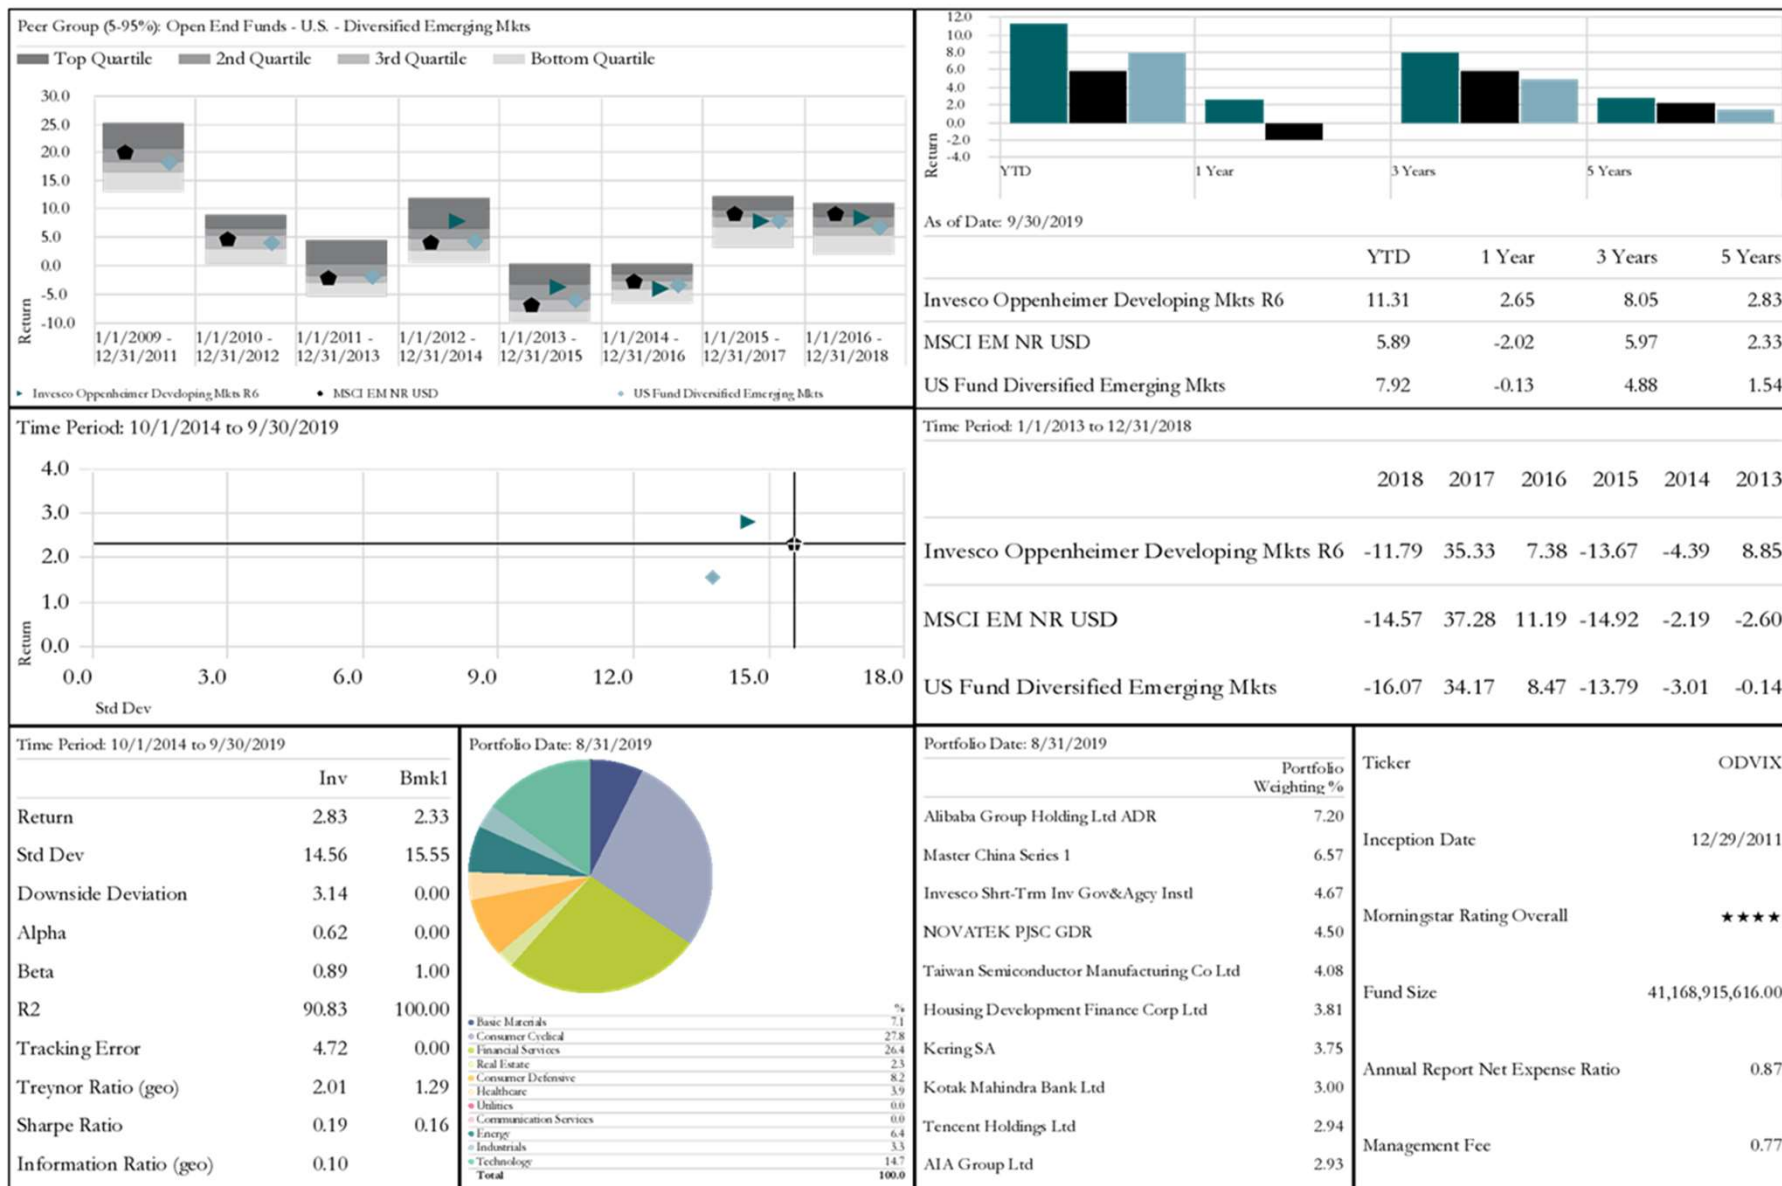 Peer Group (5-95%): Open End Funds - U.S. - Diversified Emerging Mkts
Top Quartile 2nd Quartile 3rd Quartile Bottom Quartile
30.0
25.0
20.0
15.0
10.0
5.0
0.0
-5.0
-10.0
Return
1/1/2009 - 1/1/2010 - 1/1/2011 - 1/1/2012 - 1/1/2013 - 1/1/2014 - 1/1/2015 - 1/1/2016 -
12/31/2011 12/31/2012 12/31/2013 12/31/2014 12/31/2015 12/31/2016 12/31/2017 12/31/2018
Invesco Oppenheimer Developing Mkts R6 MSCI EM NR USD US Fund Diversified Emerging Mkts
12.0
10.0
8.0
6.0
4.0
2.0
0.0
-2.0
-4.0
Return
YTD 1 Year 3 Years 5 Years
As of Date: 9/30/2019
YTD 1 Year 3 Years 5 Years
Invesco Oppenheimer Developing Mkts R6 11.31 2.65 8.05 2.83
MSCI EM NR USD 5.89 -2.02 5.97 2.33
US Fund Diversified Emerging Mkts 7.92 -0.13 4.88 1.54
Time Period: 10/1/2014 to 9/30/2019
4.0
3.0
2.0
1.0
0.0
Return
0.0 3.0 6.0 9.0 12.0 15.0 18.0
Std Dev
Time Period: 1/1/2013 to 12/31/2018
2018 2017 2016 2015 2014 2013
Invesco Oppenheimer Developing Mkts R6 -11.79 35.33 7.38 -13.67 -4.39 8.85
MSCI EM NR USD -14.57 37.28 11.19 -14.92 -2.19 -2.60
US Fund Diversified Emerging Mkts -16.07 34.17 8.47 -13.79 -3.01 -0.14
Time Period: 10/1/2014 to 9/30/2019
Inv Bmk1
Return 2.83 2.33
Std Dev 14.56 15.55
Downside Deviation 3.14 0.00
Alpha 0.62 0.00
Beta 0.89 1.00
R2 90.83 100.00
Tracking Error 4.72 0.00
Treynor Ratio (geo) 2.01 1.29
Sharpe Ratio 0.19 0.16
Information Ratio (geo) 0.10
Portfolio Date: 8/31/2019
%
Basic Materials 7.1
Consumer Cyclical 27.8
Financial Services 26.4
Real Estate 2.3
Consumer Defensive 8.2
Healthcare 3.9
Utilities 0.0
Communication Services 0.0
Energy 6.4
Industrials 3.3
Technology 14.7
Total 100.0
Portfolio Date: 8/31/2019
Portfolio
Weighting %
Alibaba Group Holding Ltd ADR 7.20
Master China Series 1 6.57
Invesco Shrt-Trm Inv Gov&Agcy Instl 4.67
NOVATEK PJSC GDR 4.50
Taiwan Semiconductor Manufacturing Co Ltd 4.08
Housing Development Finance Corp Ltd 3.81
Kering SA 3.75
Kotak Mahindra Bank Ltd 3.00
Tencent Holdings Ltd 2.94
AIA Group Ltd 2.93
Ticker ODVIX
Inception Date 12/29/2011
Morningstar Rating Overall ★★★★
Fund Size 41,168,915,616.00
Annual Report Net Expense Ratio 0.87
Management Fee 0.77